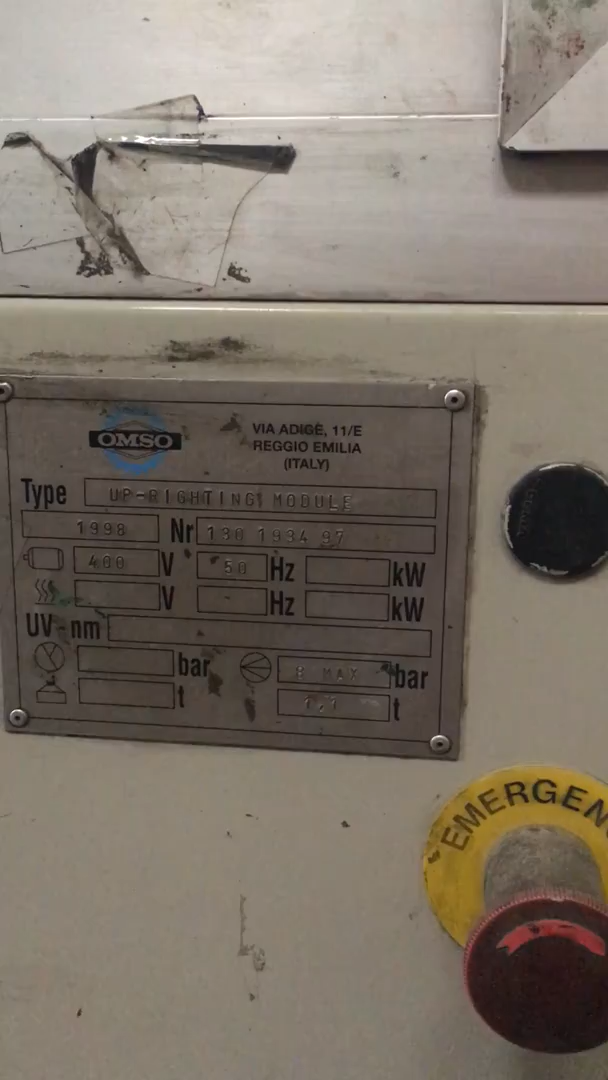 OMSO
VIA ADIGE, 11/E
REGGIO EMILIA
(ITALY)
Type UP-RIGHTING MODULE
1998 Nr 130 1934 97
400 V 50 Hz kW
V Hz kW
UV-nm
bar MAX bar
t t
EMERGEN